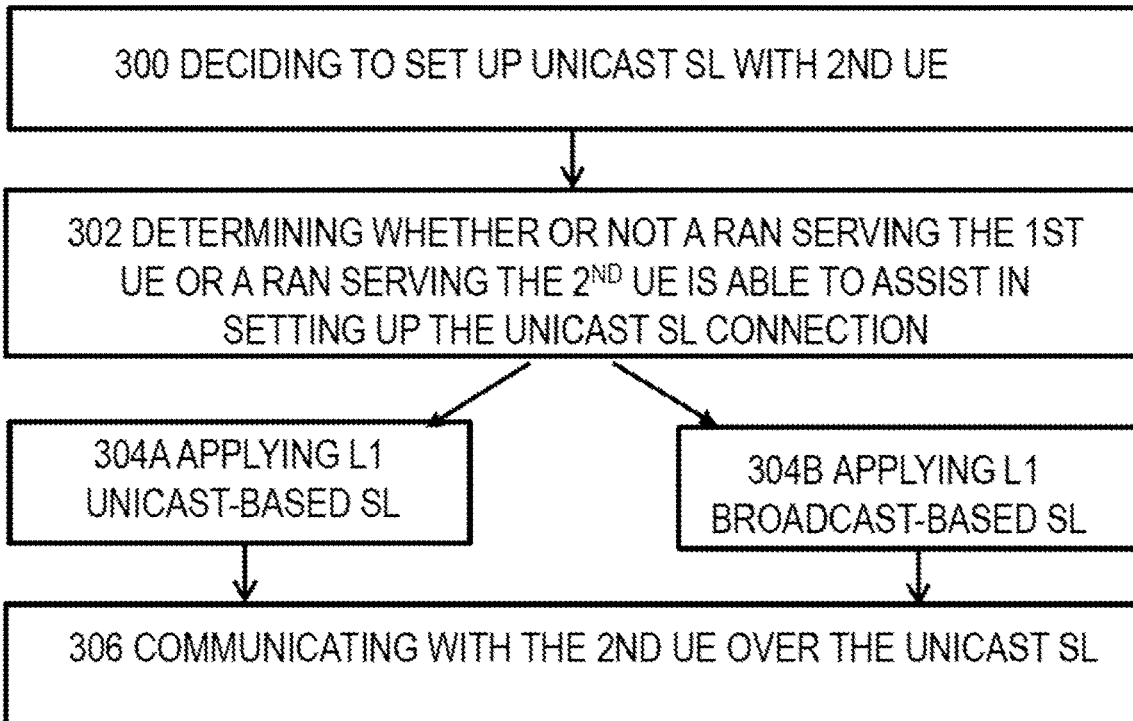 300 DECIDING TO SET UP UNICAST SL WITH 2ND UE
302 DETERMINING WHETHER OR NOT A RAN SERVING THE 1ST
UE OR A RAN SERVING THE 2ND UE IS ABLE TO ASSIST IN
SETTING UP THE UNICAST SL CONNECTION
304A APPLYING L1
UNICAST-BASED SL
304B APPLYING L1
BROADCAST-BASED SL
306 COMMUNICATING WITH THE 2ND UE OVER THE UNICAST SL